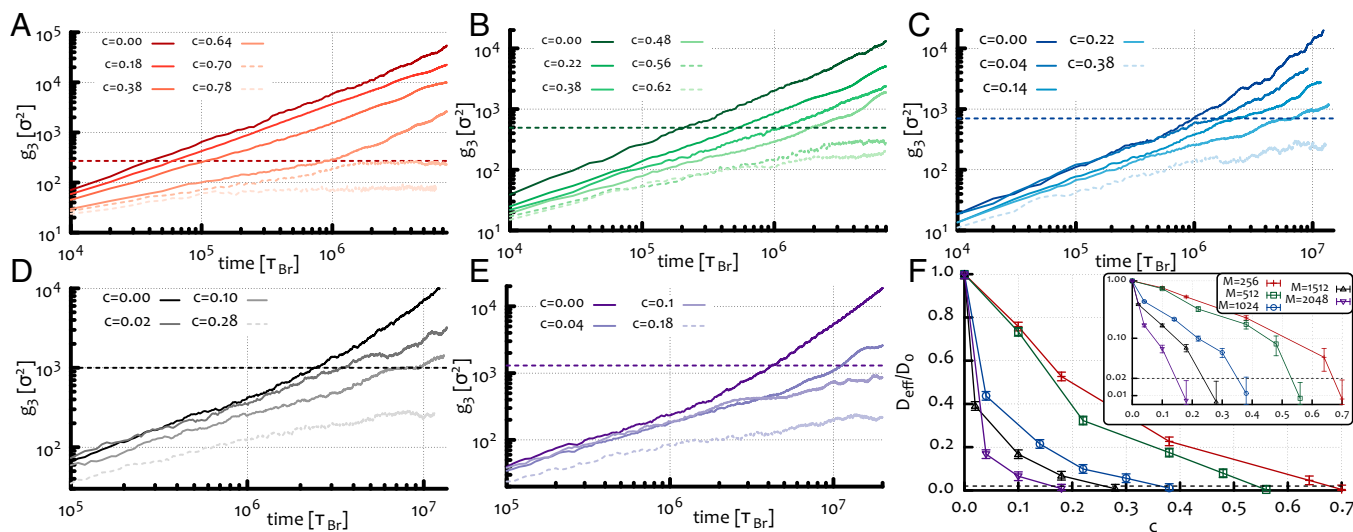 A
10⁵
10⁴
10³
10²
10¹
g₃ [σ²]
c=0.00
c=0.18
c=0.38
c=0.64
c=0.70
c=0.78
10⁴
10⁵
10⁶
time [τ_Br]
B
10⁴
10³
10²
10¹
g₃ [σ²]
c=0.00
c=0.22
c=0.38
c=0.48
c=0.56
c=0.62
10⁴
10⁵
10⁶
time [τ_Br]
C
10⁴
10³
10²
10¹
g₃ [σ²]
c=0.00
c=0.04
c=0.14
c=0.22
c=0.38
10⁴
10⁵
10⁶
10⁷
time [τ_Br]
D
10⁴
10³
10²
g₃ [σ²]
c=0.00
c=0.02
c=0.10
c=0.28
10⁵
10⁶
10⁷
time [τ_Br]
E
10⁴
10³
10²
g₃ [σ²]
c=0.00
c=0.04
c=0.1
c=0.18
10⁵
10⁶
10⁷
time [τ_Br]
F
1.0
0.8
0.6
0.4
0.2
0.0
D_eff/D₀
0.0 0.1 0.2 0.3 0.4 0.5 0.6 0.7
c
M=256
M=512
M=1024
M=1512
M=2048
1.00
0.10
0.02
0.01
0.0 0.1 0.2 0.3 0.4 0.5 0.6 0.7